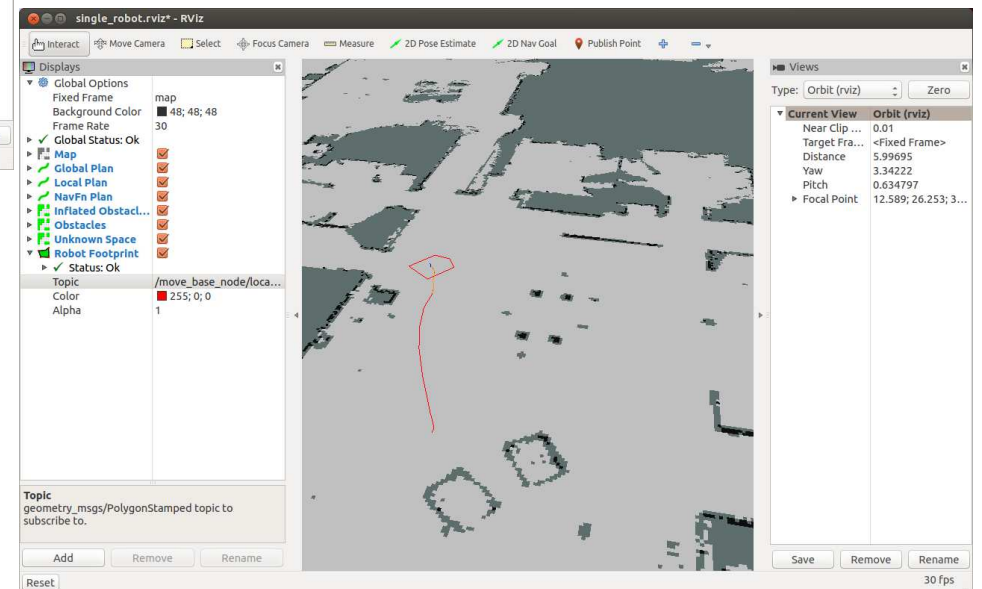 single_robot.rviz* - RViz
Interact Move Camera Select Focus Camera Measure 2D Pose Estimate 2D Nav Goal Publish Point
Displays
Global Options
Fixed Frame map
Background Color 48; 48; 48
Frame Rate 30
Global Status: Ok
Map
Global Plan
Local Plan
NavFn Plan
Inflated Obstacl...
Obstacles
Unknown Space
Robot Footprint
Status: Ok
Topic /move_base_node/loca...
Color 255; 0; 0
Alpha 1
Topic
geometry_msgs/PolygonStamped topic to
subscribe to.
Add Remove Rename
Reset
Views
Type: Orbit (rviz) Zero
Current View Orbit (rviz)
Near Clip ... 0.01
Target Fra... <Fixed Frame>
Distance 5.99695
Yaw 3.34222
Pitch 0.634797
Focal Point 12.589; 26.253; 3...
Save Remove Rename
30 fps